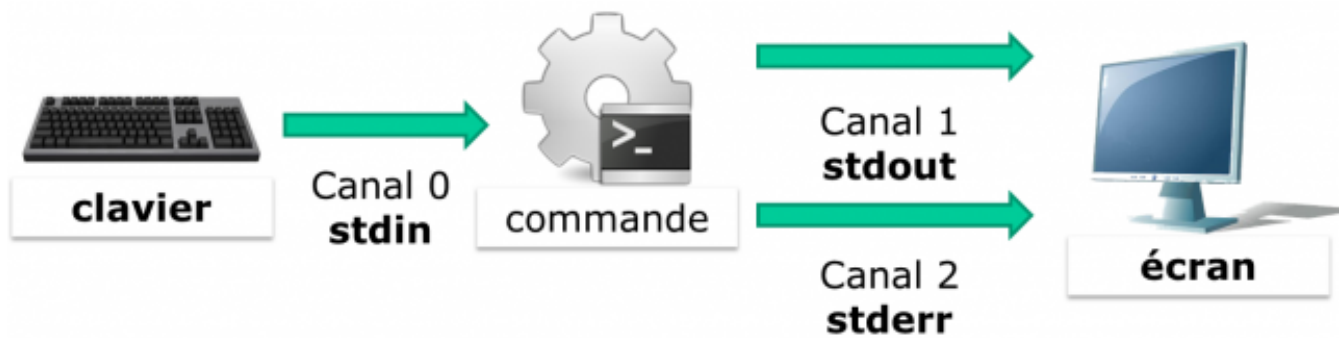 clavier
Canal 0
stdin
>_
commande
Canal 1
stdout
Canal 2
stderr
écran